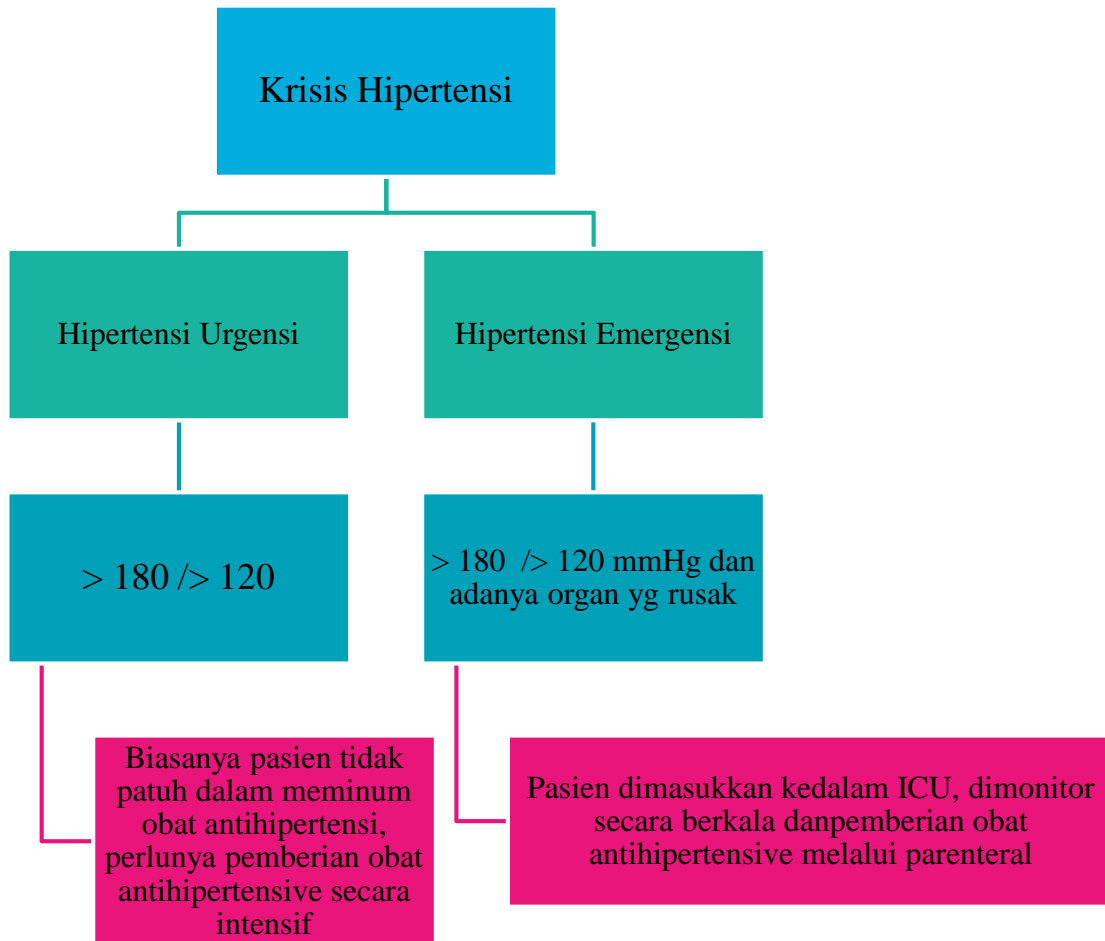 Krisis Hipertensi
Hipertensi Urgensi
Hipertensi Emergensi
> 180 /> 120
> 180  /> 120 mmHg dan
adanya organ yg rusak
Biasanya pasien tidak
patuh dalam meminum
obat antihipertensi,
perlunya pemberian obat
antihipertensive secara
intensif
Pasien dimasukkan kedalam ICU, dimonitor
secara berkala danpemberian obat
antihipertensive melalui parenteral